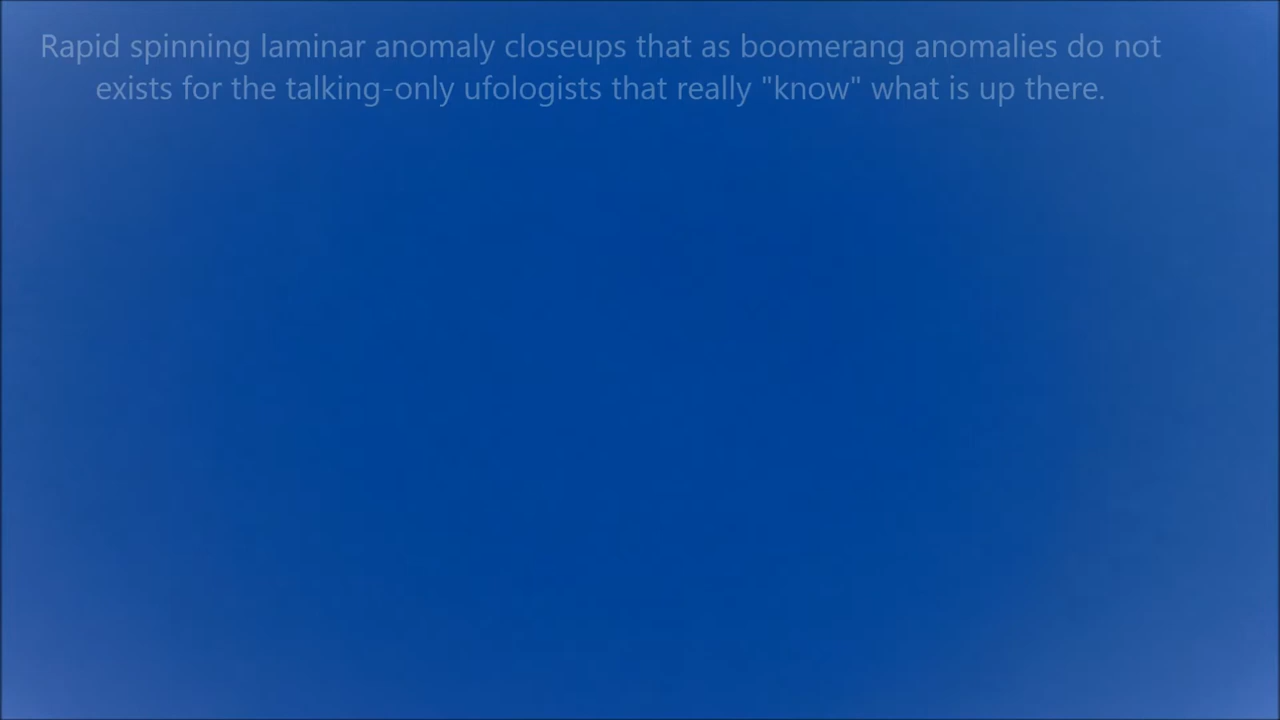 Rapid spinning laminar anomaly closeups that as boomerang anomalies do not
exists for the talking-only ufologists that really "know" what is up there.